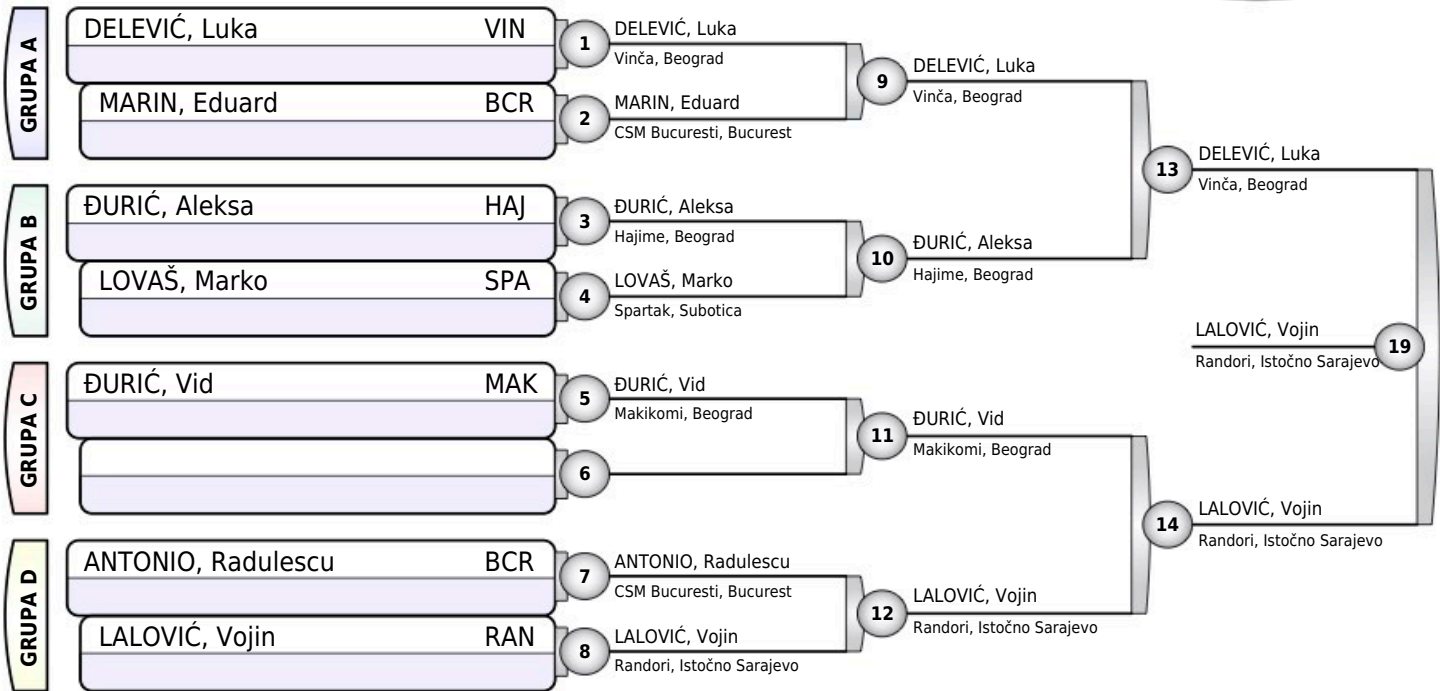 GRUPA A
DELEVIĆ, Luka VIN
MARIN, Eduard BCR
1
DELEVIĆ, Luka
Vinča, Beograd
2
MARIN, Eduard
CSM Bucuresti, Bucurest
9
DELEVIĆ, Luka
Vinča, Beograd
GRUPA B
ĐURIĆ, Aleksa HAJ
LOVAŠ, Marko SPA
3
ĐURIĆ, Aleksa
Hajime, Beograd
4
LOVAŠ, Marko
Spartak, Subotica
10
ĐURIĆ, Aleksa
Hajime, Beograd
13
DELEVIĆ, Luka
Vinča, Beograd
GRUPA C
ĐURIĆ, Vid MAK
5
ĐURIĆ, Vid
Makikomi, Beograd
6
11
ĐURIĆ, Vid
Makikomi, Beograd
GRUPA D
ANTONIO, Radulescu BCR
LALOVIĆ, Vojin RAN
7
ANTONIO, Radulescu
CSM Bucuresti, Bucurest
8
LALOVIĆ, Vojin
Randori, Istočno Sarajevo
12
LALOVIĆ, Vojin
Randori, Istočno Sarajevo
14
LALOVIĆ, Vojin
Randori, Istočno Sarajevo
LALOVIĆ, Vojin
Randori, Istočno Sarajevo
19